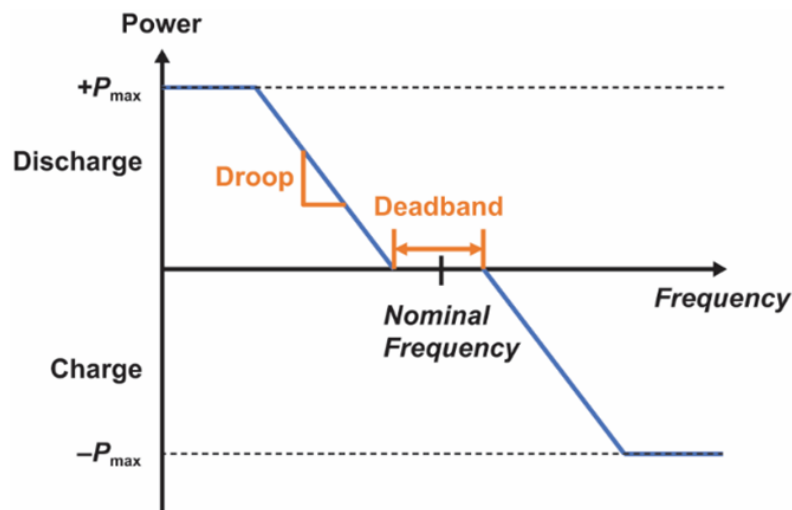 Power
+Pmax
Discharge
Droop
Deadband
Frequency
Nominal
Frequency
Charge
–Pmax